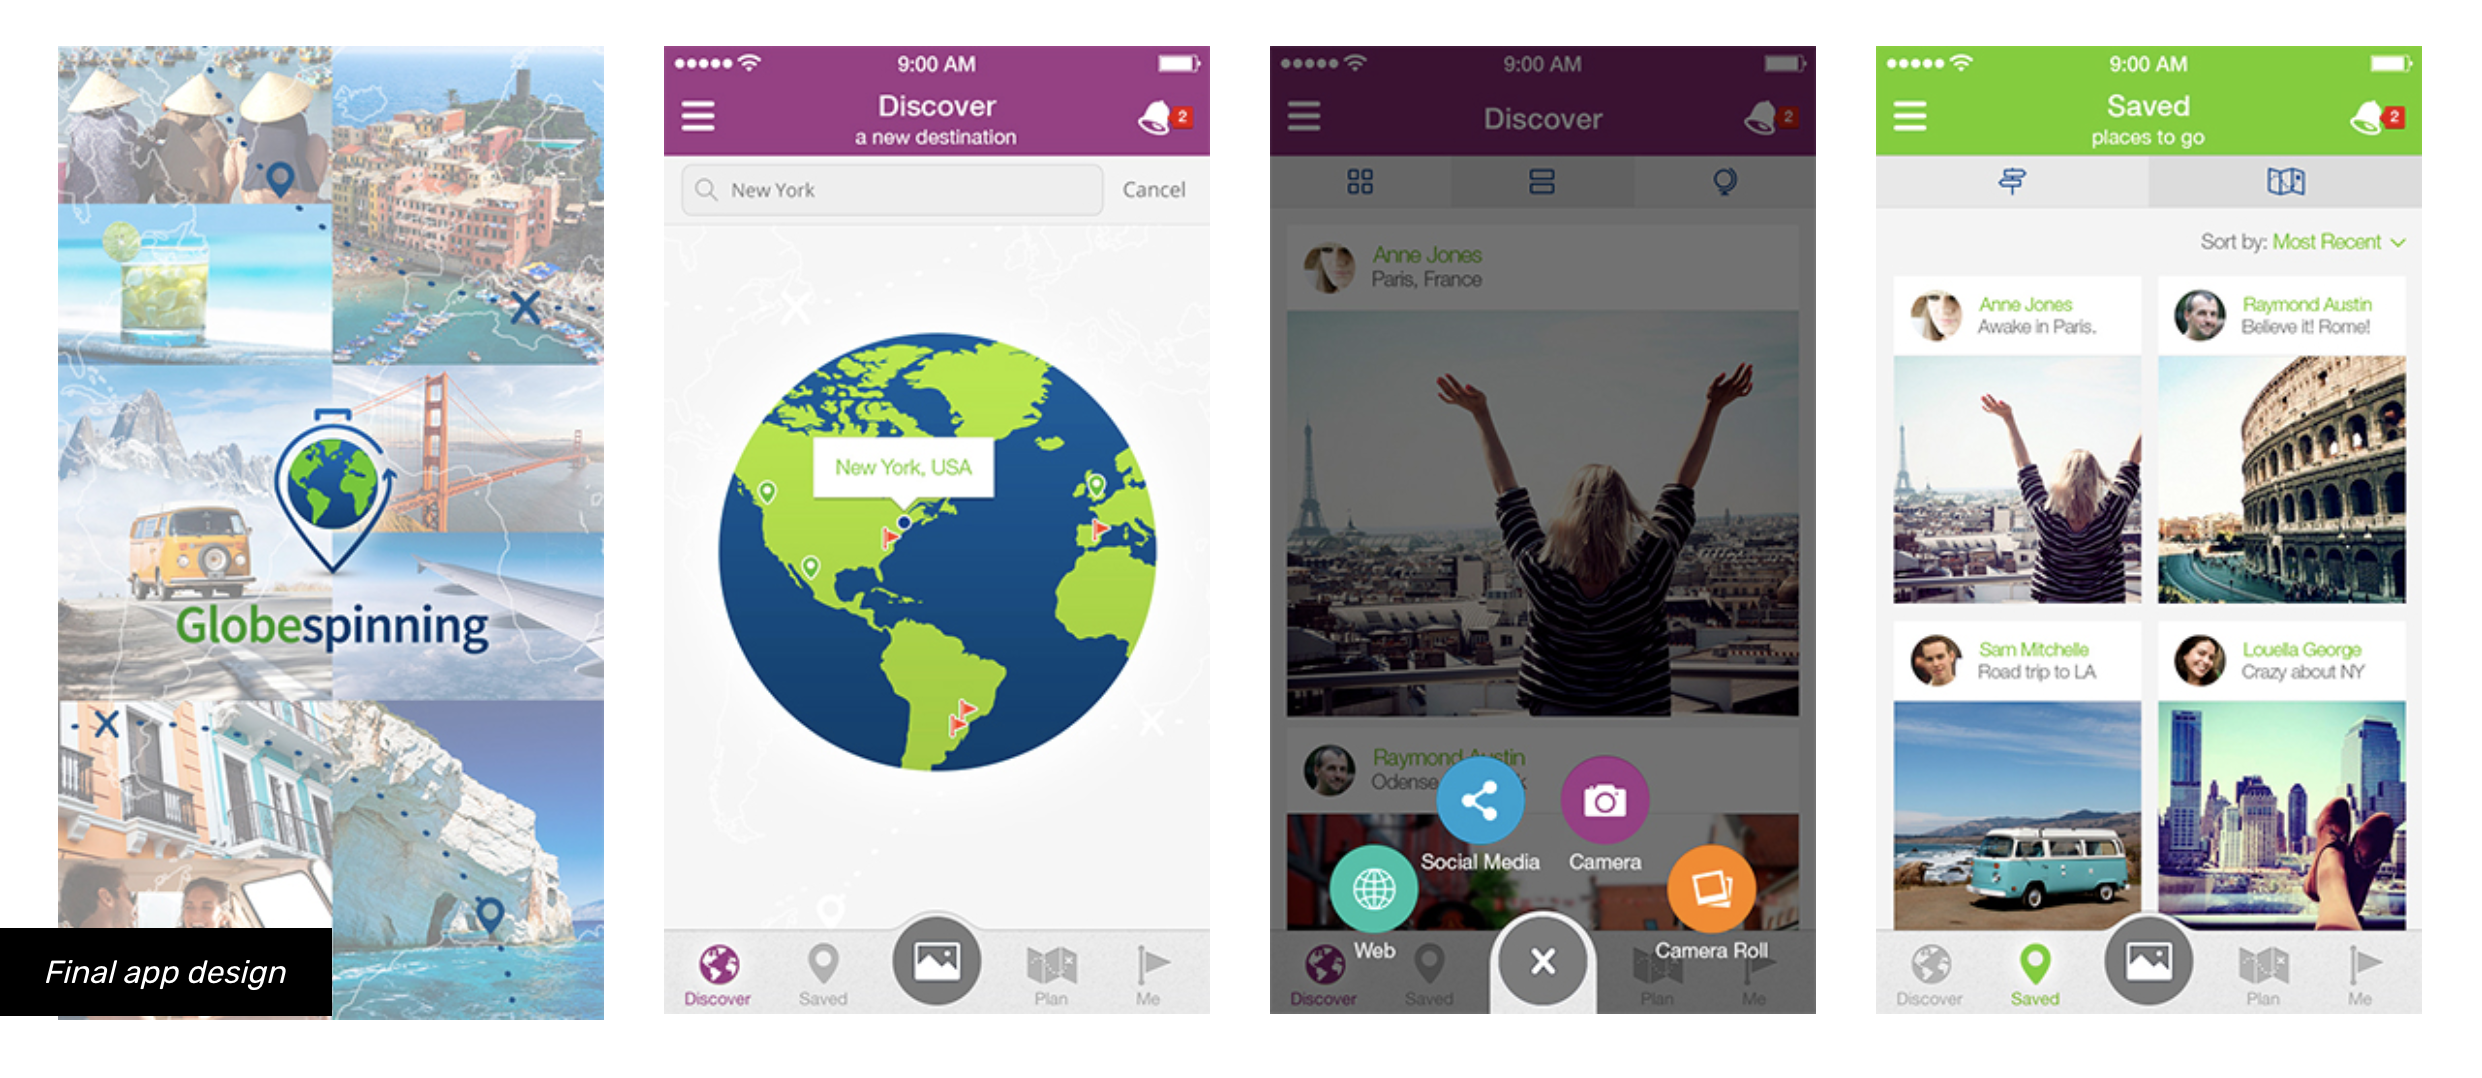 Globespinning
Final app design
9:00 AM
Discover
2
a new destination
New York
Cancel
New York, USA
Discover
Saved
Plan
Me
9:00 AM
Discover
2
Anne Jones
Paris, France
Raymond Austin
Odense
Social Media
Camera
Web
Camera Roll
Discover
Saved
Plan
Me
9:00 AM
Saved
2
places to go
Sort by: Most Recent
Anne Jones
Awake in Paris.
Raymond Austin
Believe it! Rome!
Sam Mitchelle
Road trip to LA
Louella George
Crazy about NY
Discover
Saved
Plan
Me